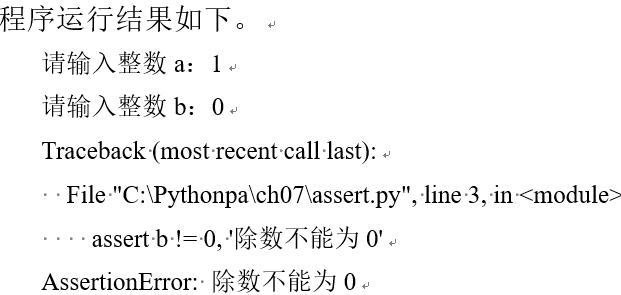 程序运行结果如下。
请输入整数 a：1
请输入整数 b：0
Traceback (most recent call last):
File "C:\Pythonpa\ch07\assert.py", line 3, in <module>
assert b != 0, '除数不能为 0'
AssertionError: 除数不能为 0